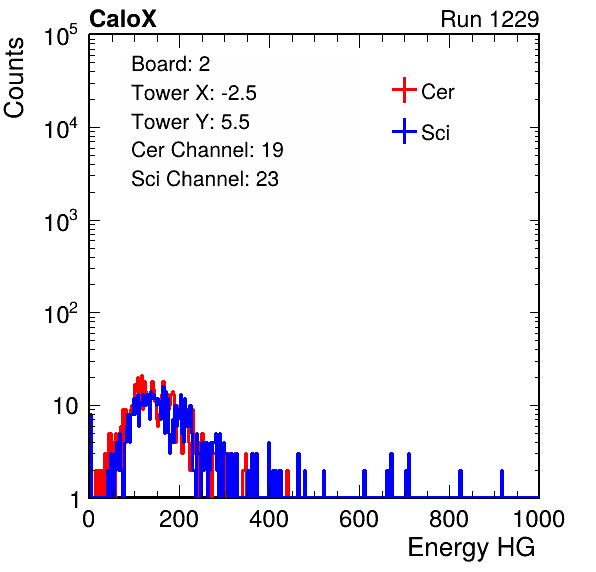 CaloX Run 1229
Counts
10^5
10^4
10^3
10^2
10
1
Board: 2
Tower X: -2.5
Tower Y: 5.5
Cer Channel: 19
Sci Channel: 23
Cer
Sci
0 200 400 600 800 1000
Energy HG